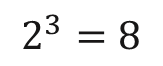 2³ = 8